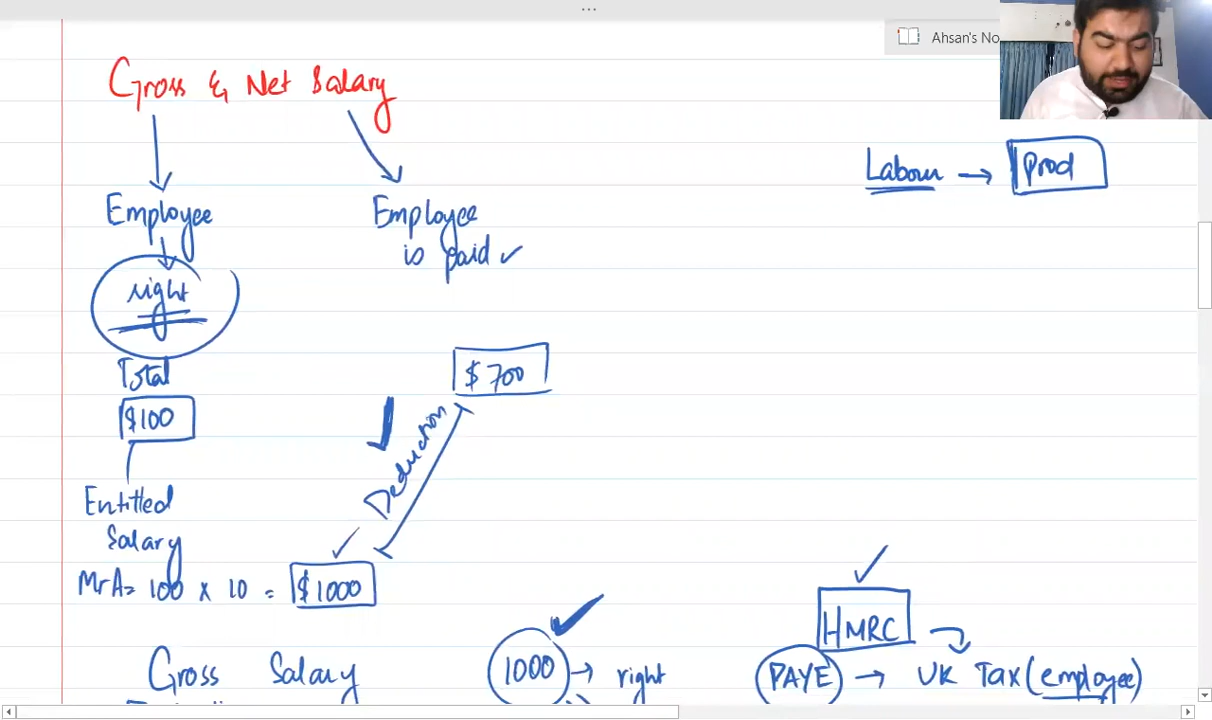 Ahsan's No
Gross & Net Salary
Labour → Prod
Employee
Employee
is paid ✓
right
Total
$100
$700
Deduction
Entitled
Salary
Mr A = 100 x 10 = $1000
HMRC
Gross Salary
1000 → right
PAYE → UK Tax (employee)